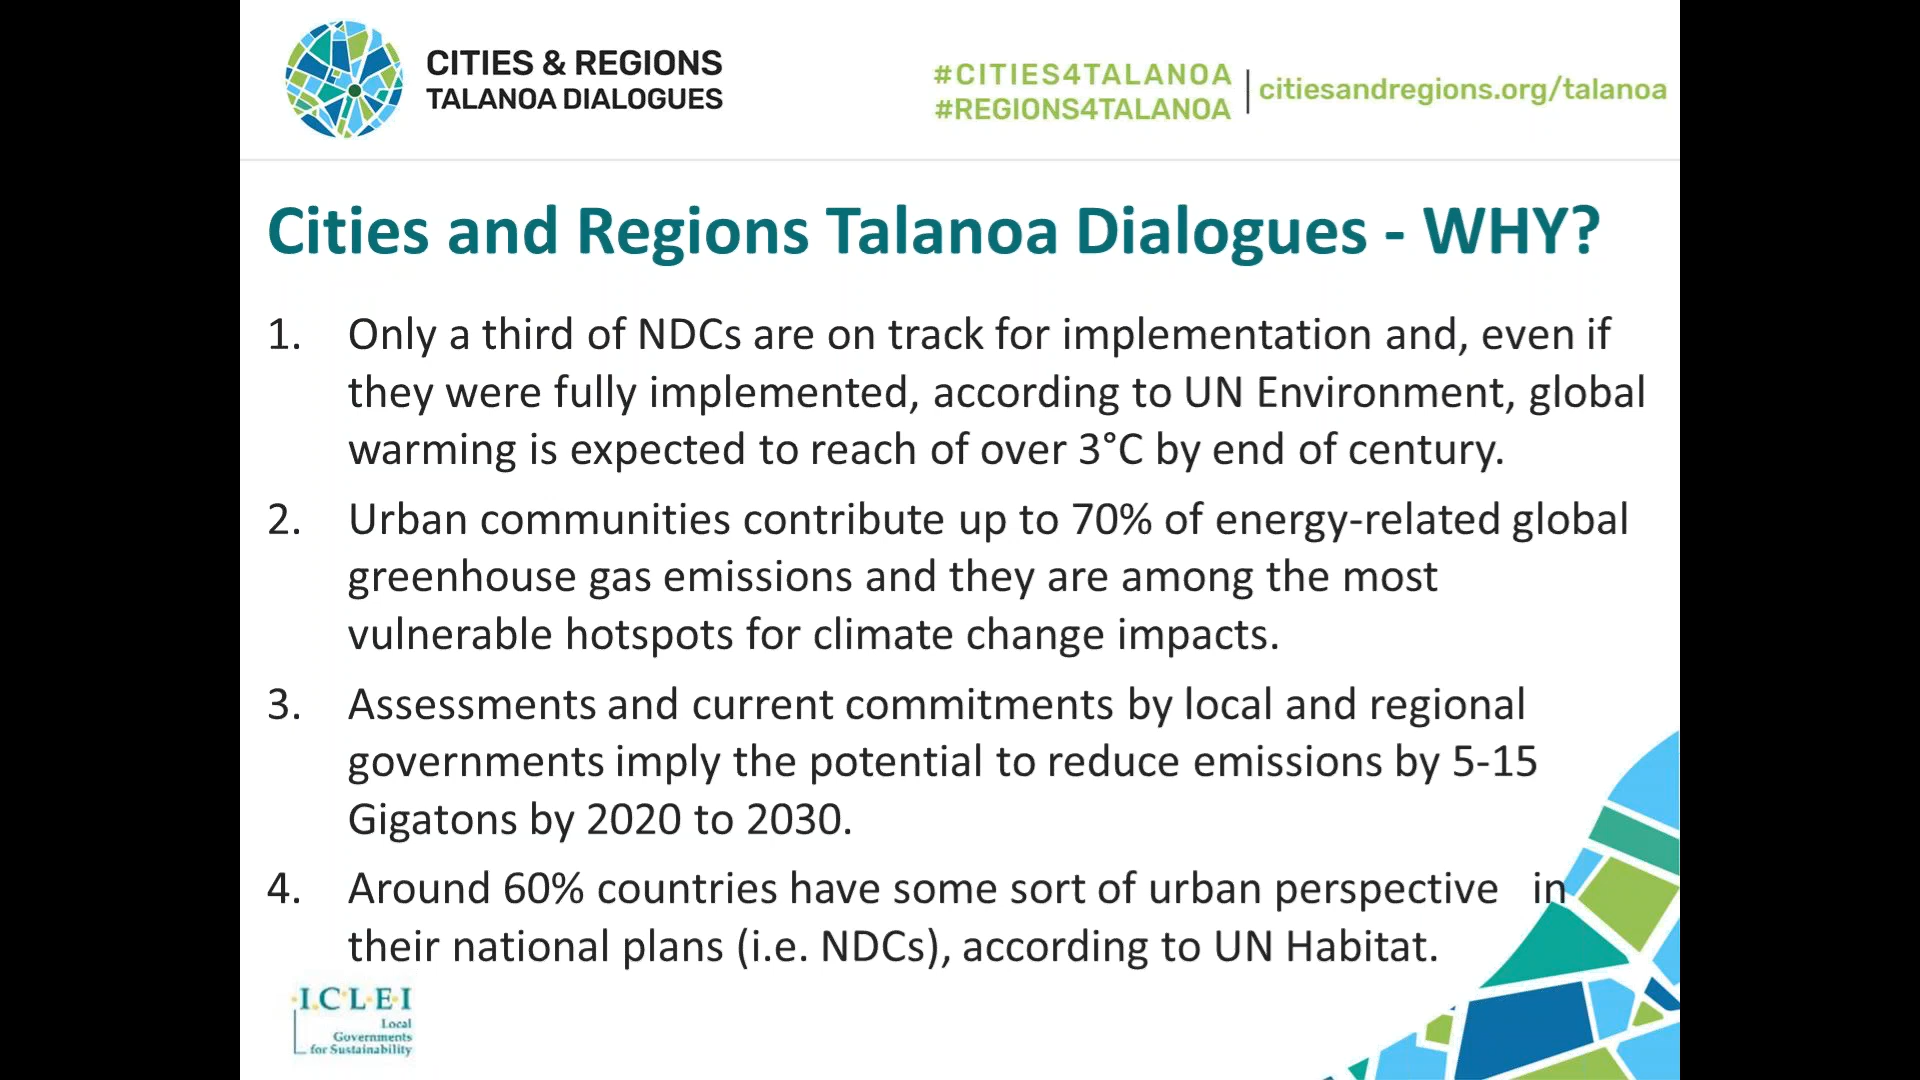 CITIES & REGIONS
TALANOA DIALOGUES
#CITIES4TALANOA
#REGIONS4TALANOA
citiesandregions.org/talanoa
Cities and Regions Talanoa Dialogues - WHY?
1. Only a third of NDCs are on track for implementation and, even if
they were fully implemented, according to UN Environment, global
warming is expected to reach of over 3°C by end of century.
2. Urban communities contribute up to 70% of energy-related global
greenhouse gas emissions and they are among the most
vulnerable hotspots for climate change impacts.
3. Assessments and current commitments by local and regional
governments imply the potential to reduce emissions by 5-15
Gigatons by 2020 to 2030.
4. Around 60% countries have some sort of urban perspective in
their national plans (i.e. NDCs), according to UN Habitat.
I.C.L.E.I
Local
Governments
for Sustainability